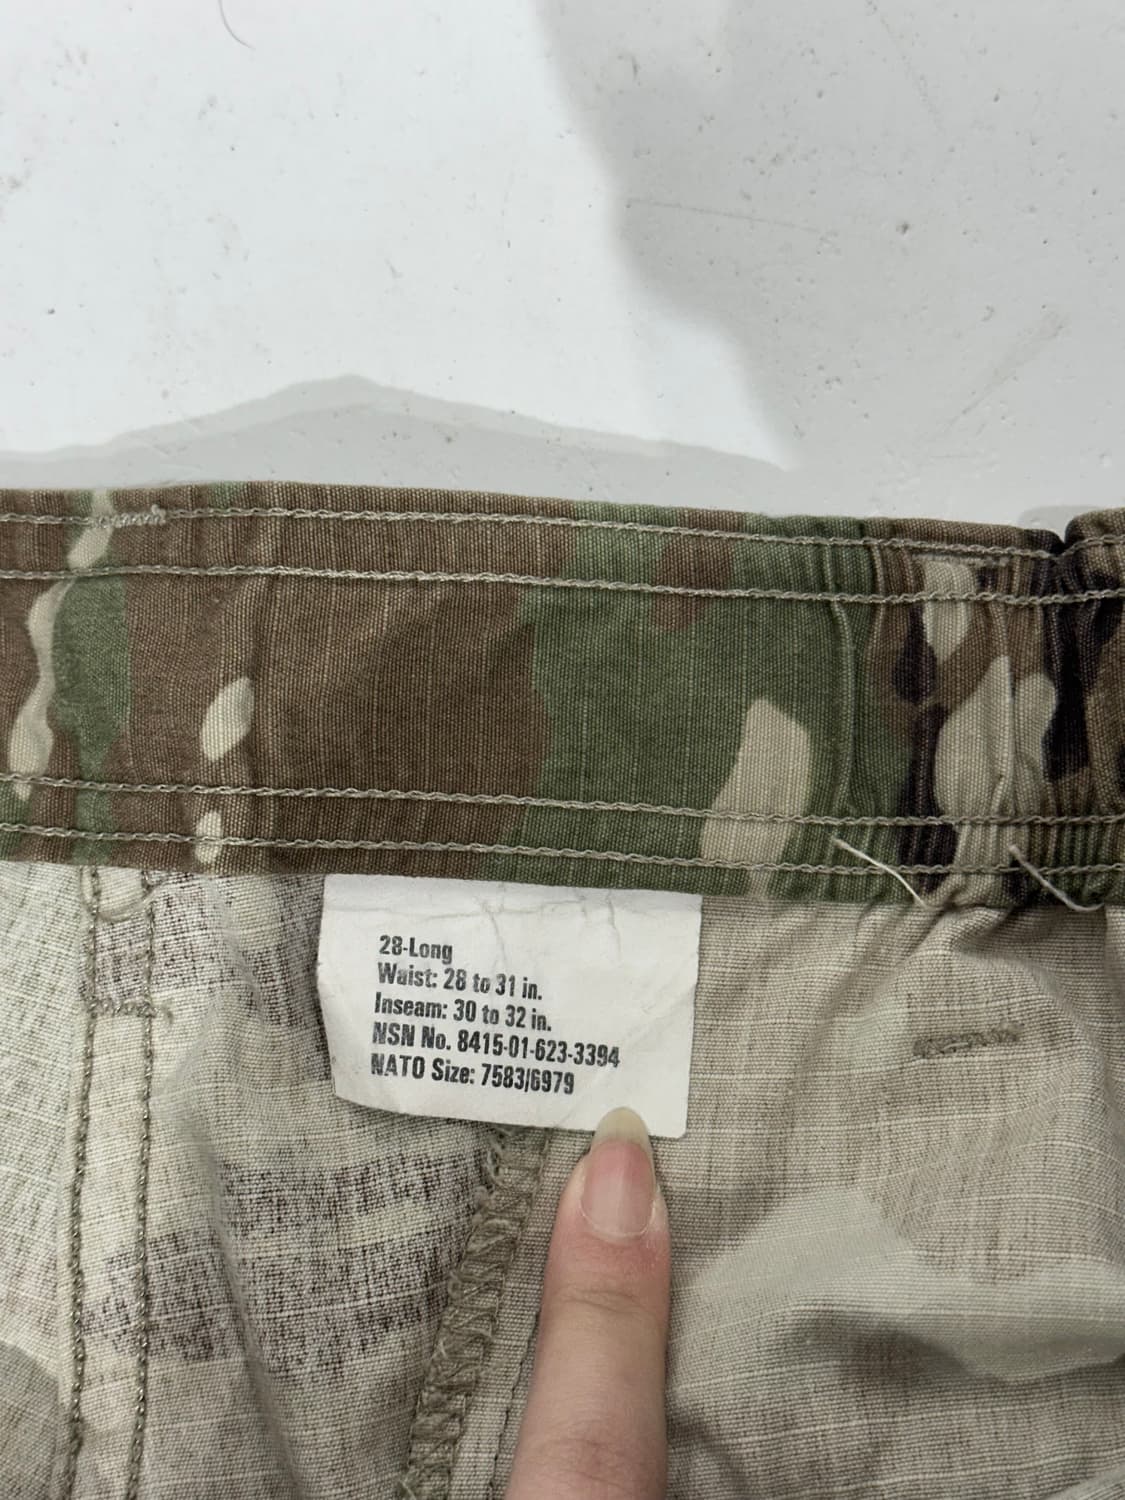 28-Long
Waist: 28 to 31 in.
Inseam: 30 to 32 in.
NSN No. 8415-01-623-3394
NATO Size: 7583/6979